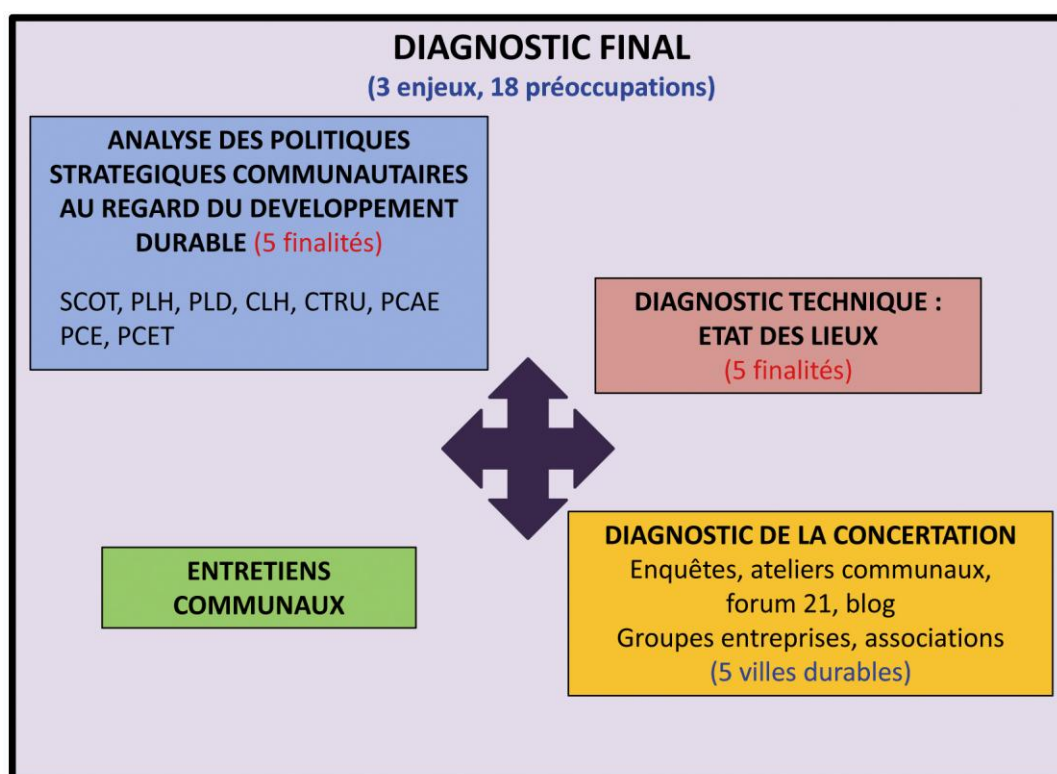 DIAGNOSTIC FINAL
(3 enjeux, 18 préoccupations)
ANALYSE DES POLITIQUES
STRATEGIQUES COMMUNAUTAIRES
AU REGARD DU DEVELOPPEMENT
DURABLE (5 finalités)
SCOT, PLH, PLD, CLH, CTRU, PCAE
PCE, PCET
DIAGNOSTIC TECHNIQUE :
ETAT DES LIEUX
(5 finalités)
ENTRETIENS
COMMUNAUX
DIAGNOSTIC DE LA CONCERTATION
Enquêtes, ateliers communaux,
forum 21, blog
Groupes entreprises, associations
(5 villes durables)